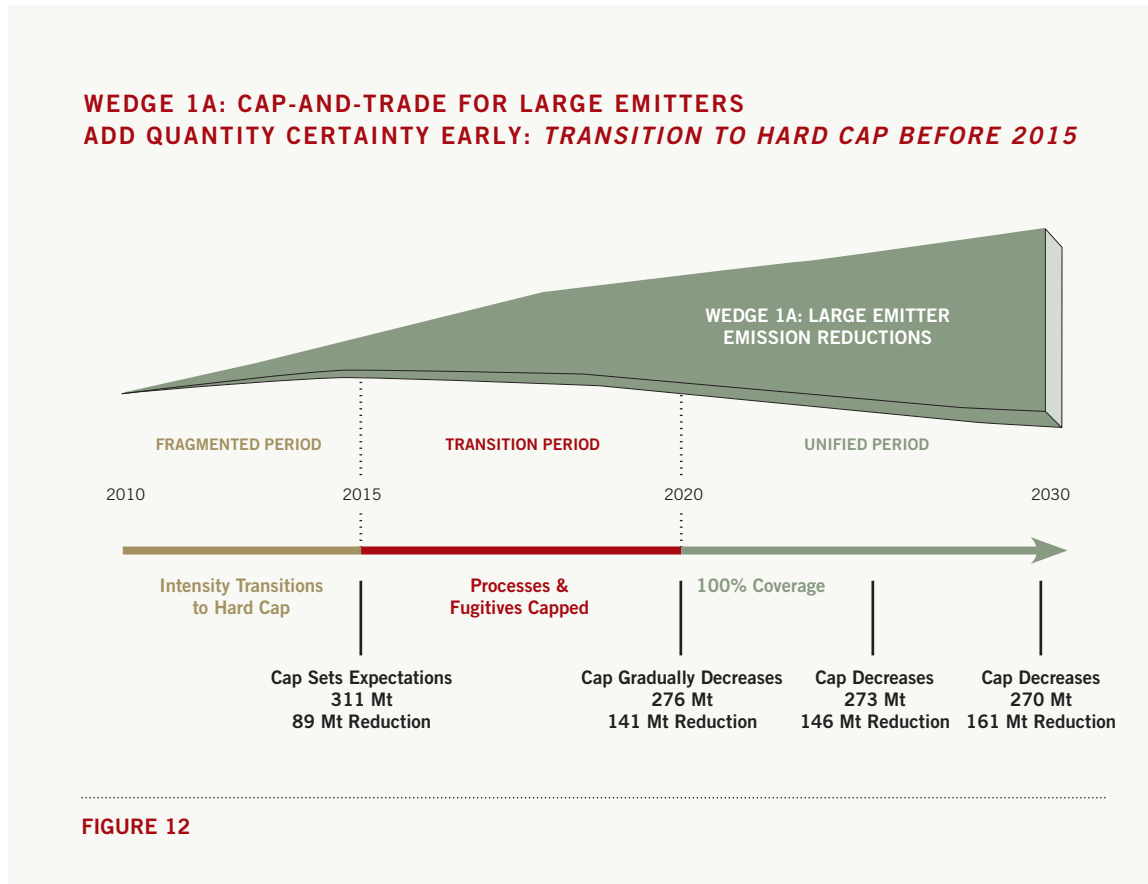 WEDGE 1A: CAP-AND-TRADE FOR LARGE EMITTERS
ADD QUANTITY CERTAINTY EARLY: TRANSITION TO HARD CAP BEFORE 2015
WEDGE 1A: LARGE EMITTER
EMISSION REDUCTIONS
FRAGMENTED PERIOD
TRANSITION PERIOD
UNIFIED PERIOD
2010
2015
2020
2030
Intensity Transitions
to Hard Cap
Processes &
Fugitives Capped
100% Coverage
Cap Sets Expectations
311 Mt
89 Mt Reduction
Cap Gradually Decreases
276 Mt
141 Mt Reduction
Cap Decreases
273 Mt
146 Mt Reduction
Cap Decreases
270 Mt
161 Mt Reduction
FIGURE 12